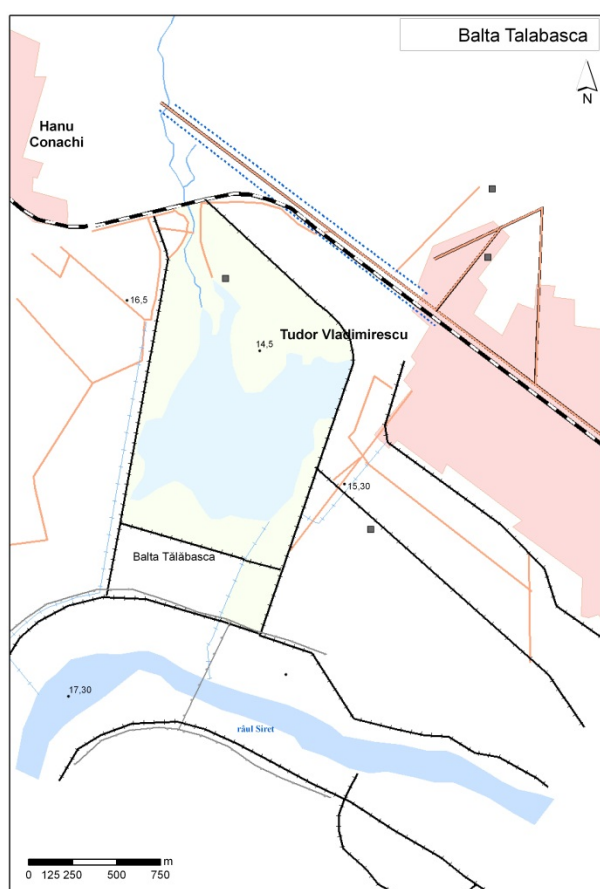 Balta Talabasca
N
Hanu
Conachi
16,5
Tudor Vladimirescu
14,5
15,30
Balta Tălăbasca
17,30
râul Siret
0 125 250 500 750 m